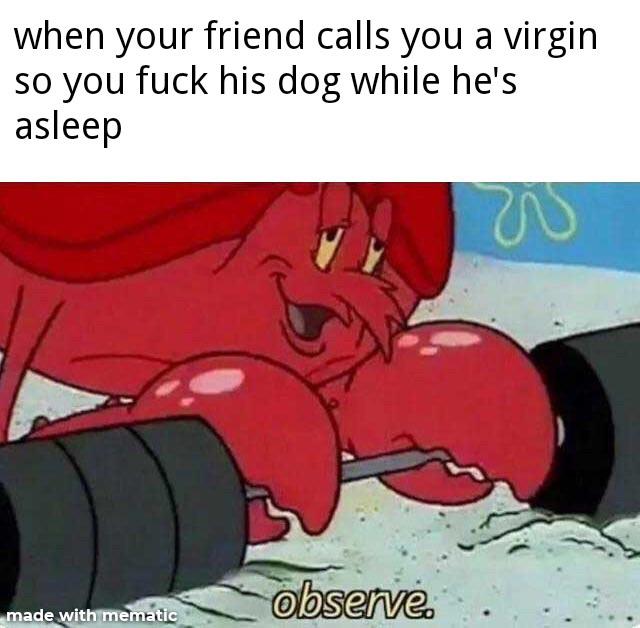 when your friend calls you a virgin
so you fuck his dog while he's
asleep
observe.
made with mematic